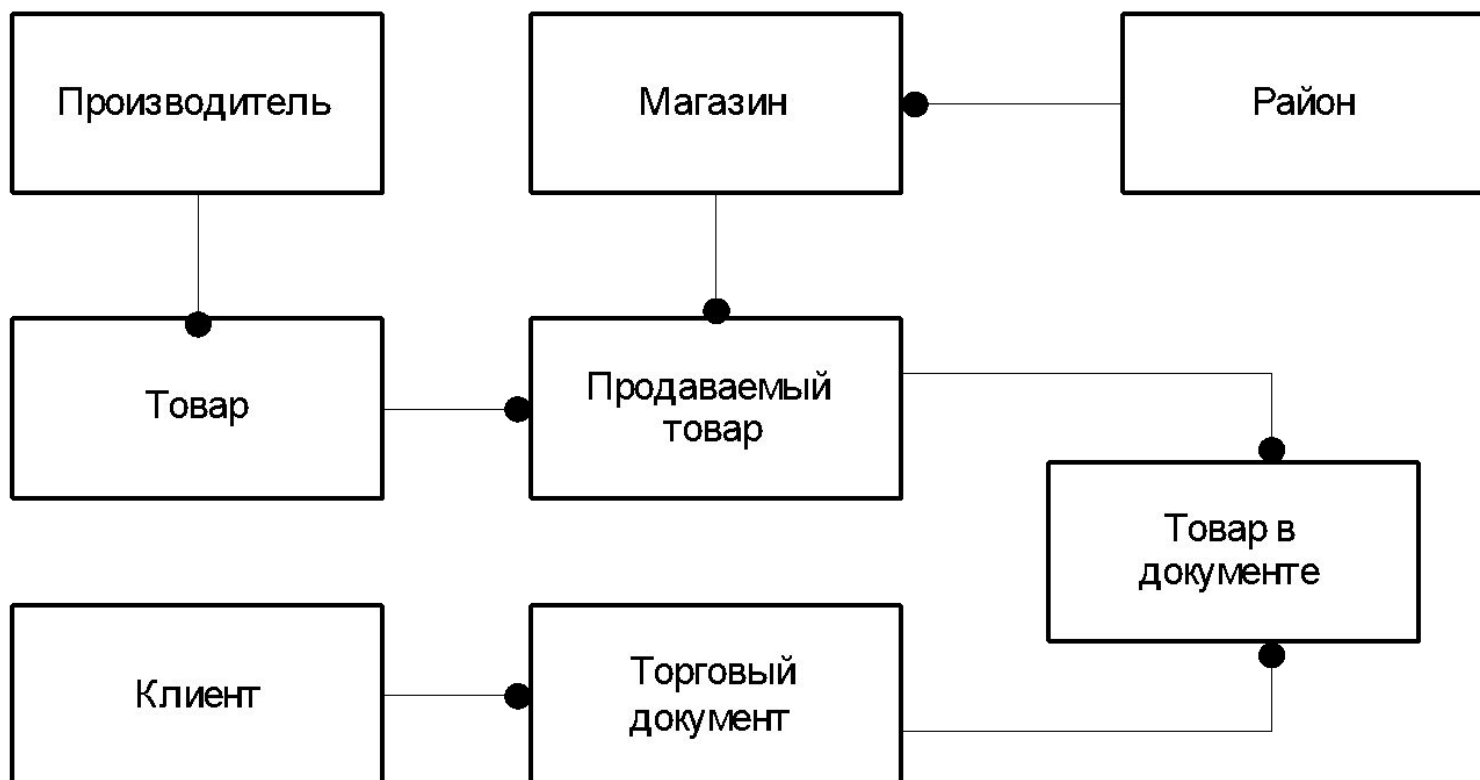 Производитель
Магазин
Район
Товар
Продаваемый
товар
Товар в
документе
Клиент
Торговый
документ